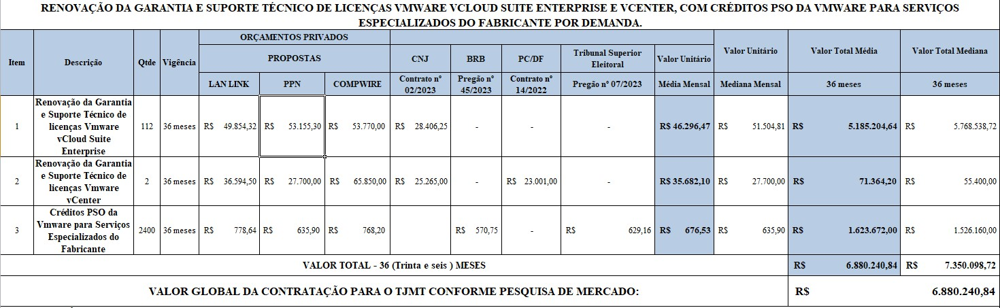 RENOVAÇÃO DA GARANTIA E SUPORTE TÉCNICO DE LICENÇAS VMWARE VCLOUD SUITE ENTERPRISE E VCENTER, COM CRÉDITOS PSO DA VMWARE PARA SERVIÇOS
ESPECIALIZADOS DO FABRICANTE POR DEMANDA.
Item
Descrição
Qtde
Vigência
ORÇAMENTOS PRIVADOS
PROPOSTAS
LAN LINK
PPN
COMPWIRE
CNJ
Contrato nº
02/2023
BRB
Pregão nº
45/2023
PC/DF
Contrato nº
14/2022
Tribunal Superior
Eleitoral
Pregão nº 07/2023
Valor Unitário
Média Mensal
Valor Unitário
Mediana Mensal
Valor Total Média
36 meses
Valor Total Mediana
36 meses
1
Renovação da Garantia
e Suporte Técnico de
licenças Vmware
vCloud Suite
Enterprise
112
36 meses
R$ 49.854,32
R$ 53.155,30
R$ 53.770,00
R$ 28.406,25
-
-
-
R$ 46.296,47
R$ 51.504,81
R$ 5.185.204,64
R$ 5.768.538,72
2
Renovação da Garantia
e Suporte Técnico de
licenças Vmware
vCenter
2
36 meses
R$ 36.594,50
R$ 27.700,00
R$ 65.850,00
R$ 25.265,00
-
R$ 23.001,00
-
R$ 35.682,10
R$ 27.700,00
R$ 71.364,20
R$ 55.400,00
3
Créditos PSO da
Vmware para Serviços
Especializados do
Fabricante
2400
36 meses
R$ 778,64
R$ 635,90
R$ 768,20
R$ 570,75
-
R$ 629,16
R$ 676,53
R$ 635,90
R$ 1.623.672,00
R$ 1.526.160,00
VALOR TOTAL - 36 (Trinta e seis ) MESES
R$ 6.880.240,84
R$ 7.350.098,72
VALOR GLOBAL DA CONTRATAÇÃO PARA O TJMT CONFORME PESQUISA DE MERCADO:
R$ 6.880.240,84